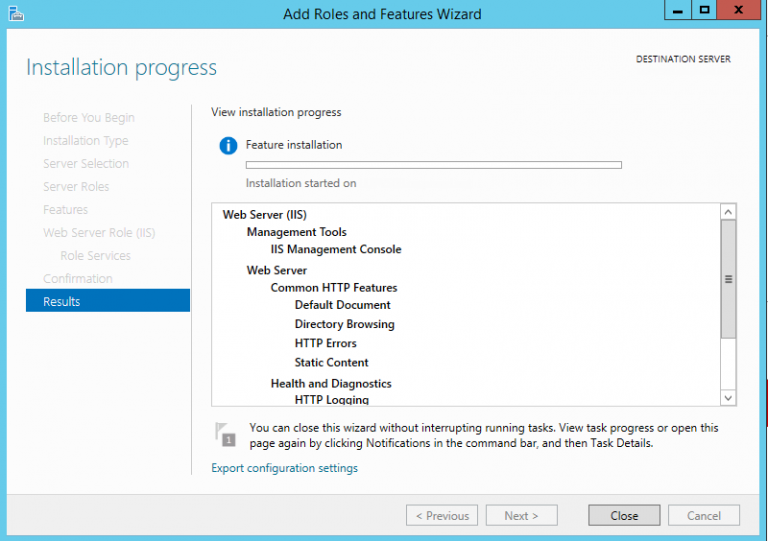 Add Roles and Features Wizard
Installation progress
DESTINATION SERVER
Before You Begin
Installation Type
Server Selection
Server Roles
Features
Web Server Role (IIS)
Role Services
Confirmation
Results
View installation progress
Feature installation
Installation started on
Web Server (IIS)
Management Tools
IIS Management Console
Web Server
Common HTTP Features
Default Document
Directory Browsing
HTTP Errors
Static Content
Health and Diagnostics
HTTP Logging
1
You can close this wizard without interrupting running tasks. View task progress or open this
page again by clicking Notifications in the command bar, and then Task Details.
Export configuration settings
< Previous
Next >
Close
Cancel